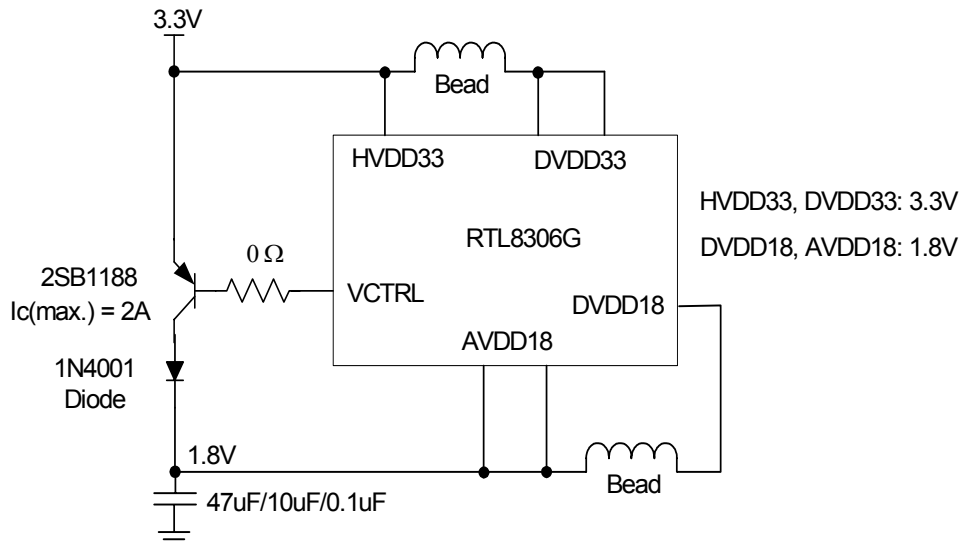 3.3V
Bead
HVDD33
DVDD33
HVDD33, DVDD33: 3.3V
RTL8306G
DVDD18, AVDD18: 1.8V
0 Ω
2SB1188
Ic(max.) = 2A
VCTRL
DVDD18
AVDD18
1N4001
Diode
1.8V
Bead
47uF/10uF/0.1uF